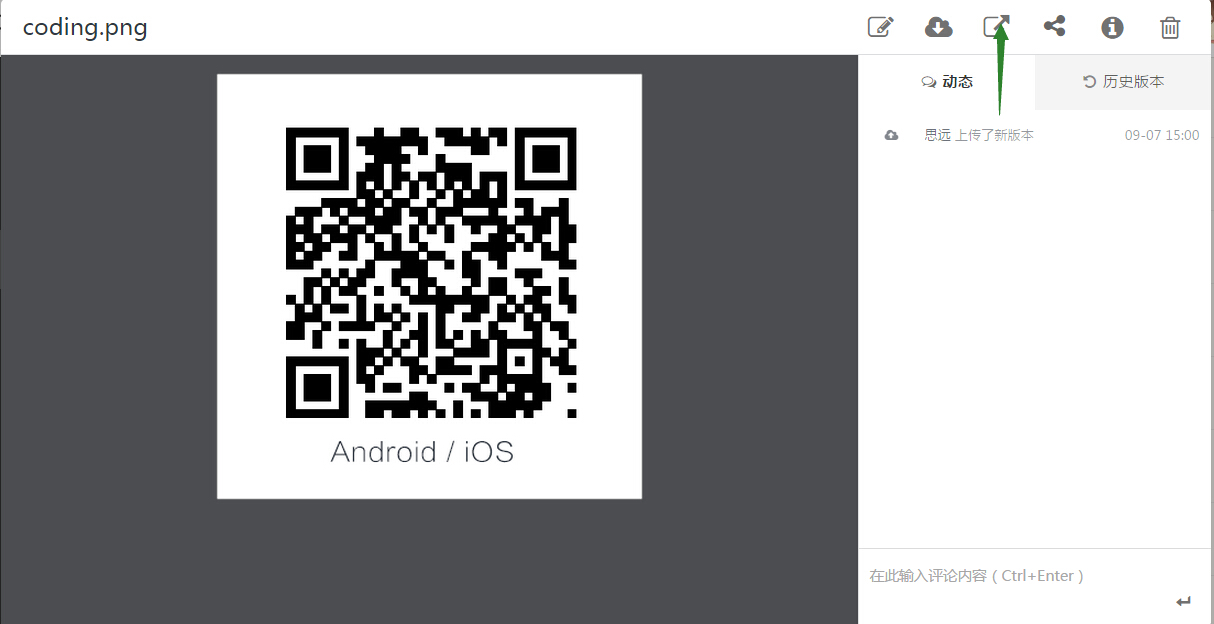 coding.png
动态
历史版本
思远 上传了新版本
09-07 15:00
Android / iOS
在此输入评论内容（Ctrl+Enter）